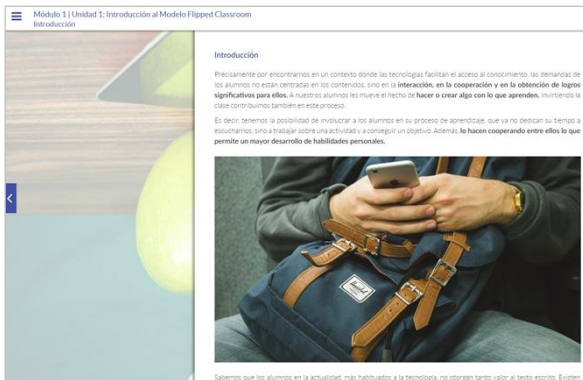 Módulo 1 | Unidad 1: Introducción al Modelo Flipped Classroom
Introducción
Introducción
Precisamente por encontrarnos en un contexto donde las tecnologías facilitan el acceso al conocimiento, las demandas de
los alumnos no están centradas en los contenidos, sino en la interacción, en la cooperación y en la obtención de logros
significativos para ellos. A nuestros alumnos les mueve el hecho de hacer o crear algo con lo que aprenden. Invirtiendo la
clase contribuimos también en este proceso.
Es decir, tenemos la posibilidad de involucrar a los alumnos en su proceso de aprendizaje, que ya no dedican su tiempo a
escucharnos, sino a trabajar sobre una actividad y a conseguir un objetivo. Además, lo hacen cooperando entre ellos lo que
permite un mayor desarrollo de habilidades personales.
Herschel
Sabemos que los alumnos en la actualidad, más habituados a la tecnología, no otorgan tanto valor al texto escrito. Existen